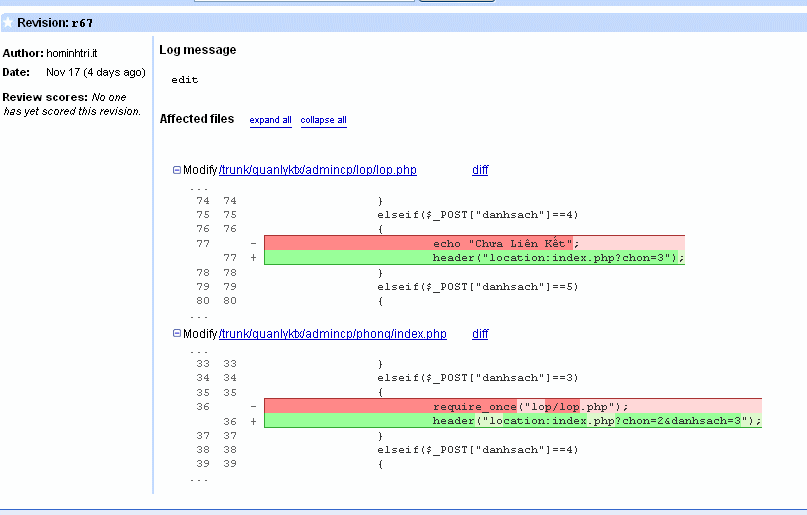 Revision: r67
Author: hominhtri.it
Date: Nov 17 (4 days ago)
Review scores: No one
has yet scored this revision.
Log message
edit
Affected files expand all collapse all
Modify /trunk/quanlyktx/admincp/lop/lop.php diff
...
74 74 }
75 75 elseif($_POST["danhsach"]==4)
76 76 {
77 - echo "Chưa Liên Kết";
77 + header("location:index.php?chon=3");
78 78 }
79 79 elseif($_POST["danhsach"]==5)
80 80 {
...
Modify /trunk/quanlyktx/admincp/phong/index.php diff
...
33 33 }
34 34 elseif($_POST["danhsach"]==3)
35 35 {
36 - require_once("lop/lop.php");
36 + header("location:index.php?chon=2&danhsach=3");
37 37 }
38 38 elseif($_POST["danhsach"]==4)
39 39 {
...